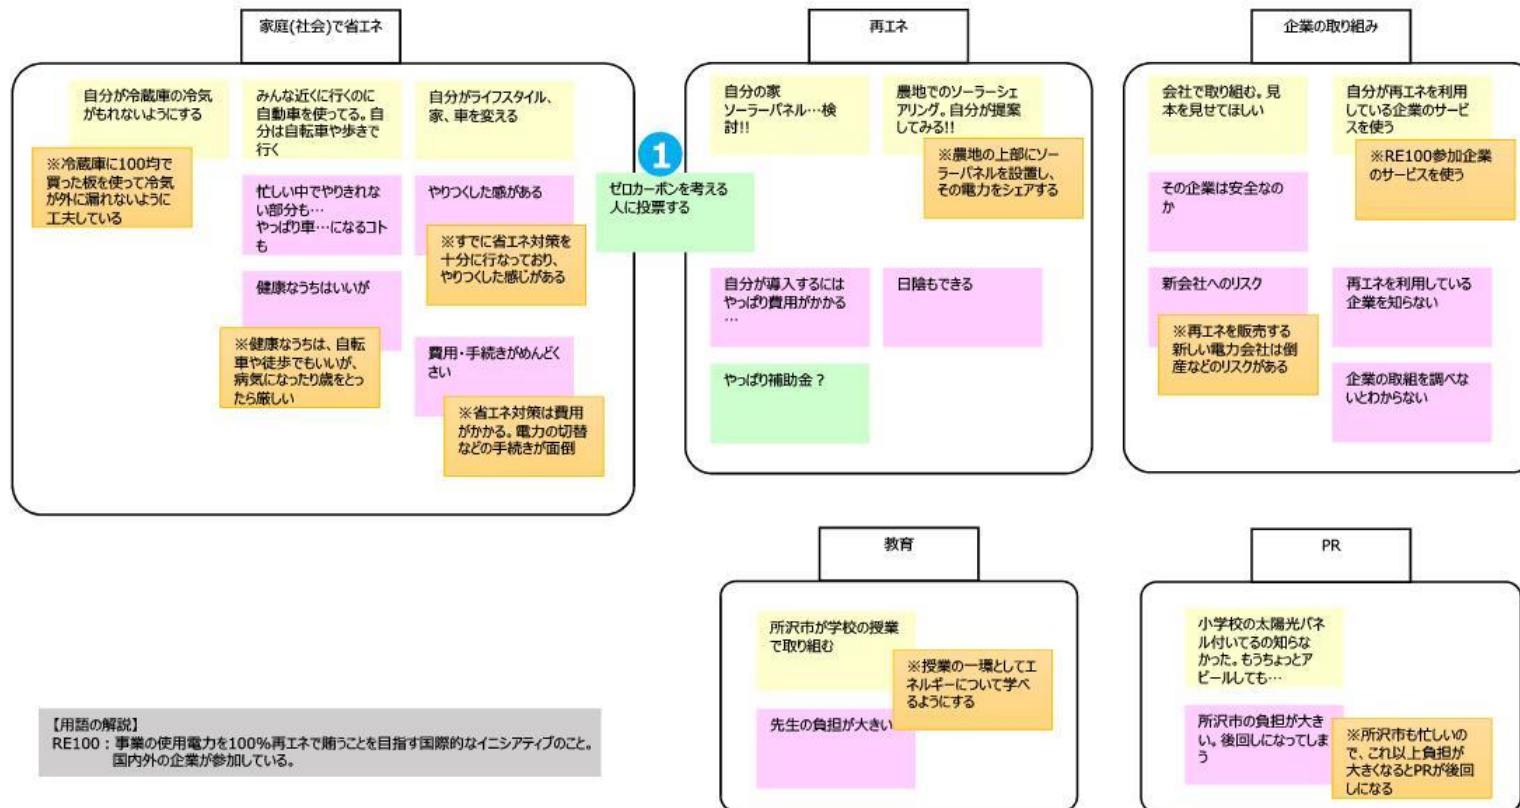 家庭(社会)で省エネ
自分が冷蔵庫の冷気
がもれないようにする
※冷蔵庫に100均で
買った板を使って冷気
が外に漏れないように
工夫している
みんな近くに行くのに
自動車を使ってる。自
分は自転車や歩きで
行く
忙しい中でやりきれな
い部分も…
やっぱり車…になるコト
も
健康なうちはいいが
※健康なうちは、自転
車や徒歩でもいいが、
病気になったり歳をとっ
たら厳しい
自分がライフスタイル、
家、車を変える
やりつくした感がある
※すでに省エネ対策を
十分に行なっており、
やりつくした感じがある
費用・手続きがめんどく
さい
※省エネ対策は費用
がかかる。電力の切替
などの手続きが面倒
1
ゼロカーボンを考える
人に投票する
再エネ
自分の家
ソーラーパネル…検
討!!
農地でのソーラーシェ
アリング。自分が提案
してみる!!
※農地の上部にソー
ラーパネルを設置し、
その電力をシェアする
自分が導入するには
やっぱり費用がかかる
…
日陰もできる
やっぱり補助金？
企業の取り組み
会社で取り組む。見
本を見せてほしい
自分が再エネを利用
している企業のサービ
スを使う
※RE100参加企業
のサービスを使う
その企業は安全なの
か
新会社へのリスク
※再エネを販売する
新しい電力会社は倒
産などのリスクがある
再エネを利用している
企業を知らない
企業の取組を調べな
いとわからない
教育
所沢市が学校の授業
で取り組む
※授業の一環としてエ
ネルギーについて学べ
るようにする
先生の負担が大きい
PR
小学校の太陽光パネ
ル付いてるの知らな
かった。もうちょっとア
ピールしても…
所沢市の負担が大き
い。後回しになってしま
う
※所沢市も忙しいの
で、これ以上負担が
大きくなるとPRが後回
しになる
【用語の解説】
RE100：事業の使用電力を100%再エネで賄うことを目指す国際的なイニシアティブのこと。
国内外の企業が参加している。